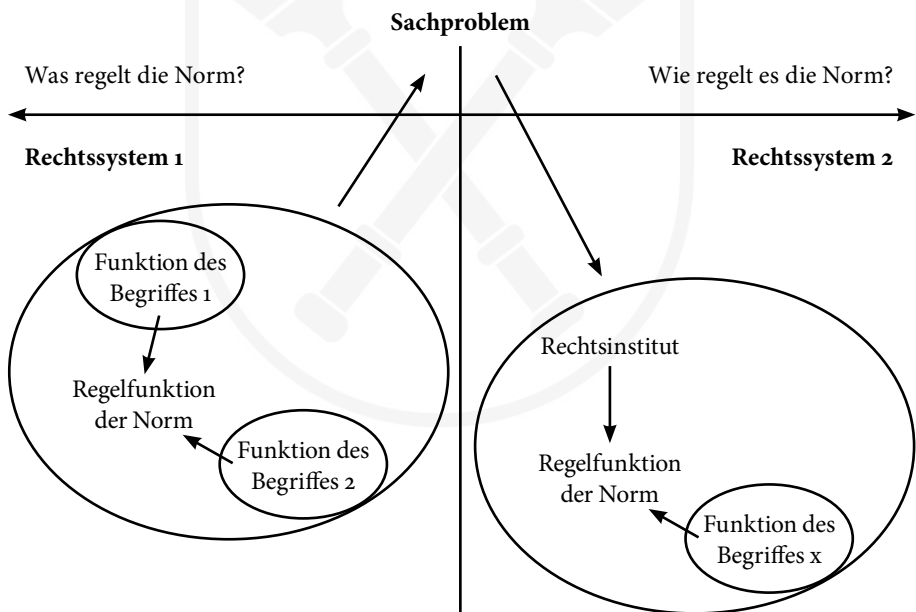 Sachproblem
Was regelt die Norm?
Wie regelt es die Norm?
Rechtssystem 1
Rechtssystem 2
Funktion des
Begriffes 1
Regelfunktion
der Norm
Funktion des
Begriffes 2
Rechtsinstitut
Regelfunktion
der Norm
Funktion des
Begriffes x